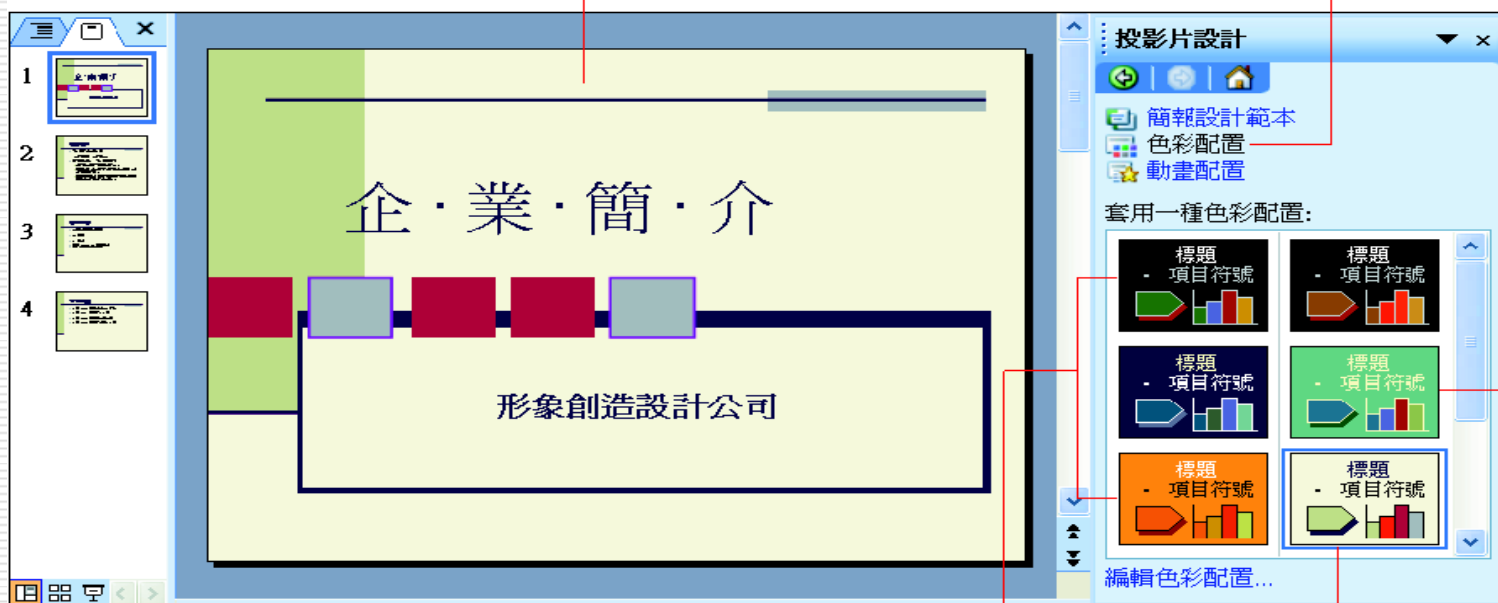 1
2
3
4
企·業·簡·介
形象創造設計公司
投影片設計
簡報設計範本
色彩配置
動畫配置
套用一種色彩配置:
標題
- 項目符號
標題
- 項目符號
標題
- 項目符號
標題
- 項目符號
標題
- 項目符號
標題
- 項目符號
編輯色彩配置...